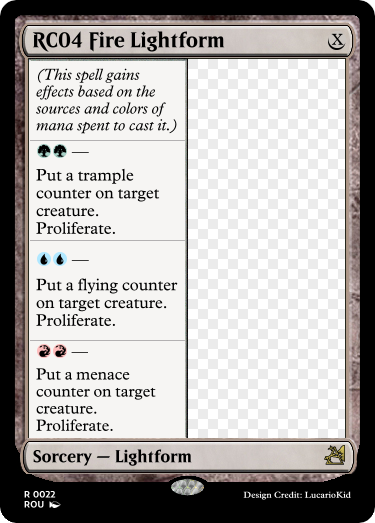 RC04 Fire Lightform X
(This spell gains
effects based on the
sources and colors of
mana spent to cast it.)
—
Put a trample
counter on target
creature.
Proliferate.
—
Put a flying counter
on target creature.
Proliferate.
—
Put a menace
counter on target
creature.
Proliferate.
Sorcery — Lightform
R 0022
ROU
Design Credit: LucarioKid